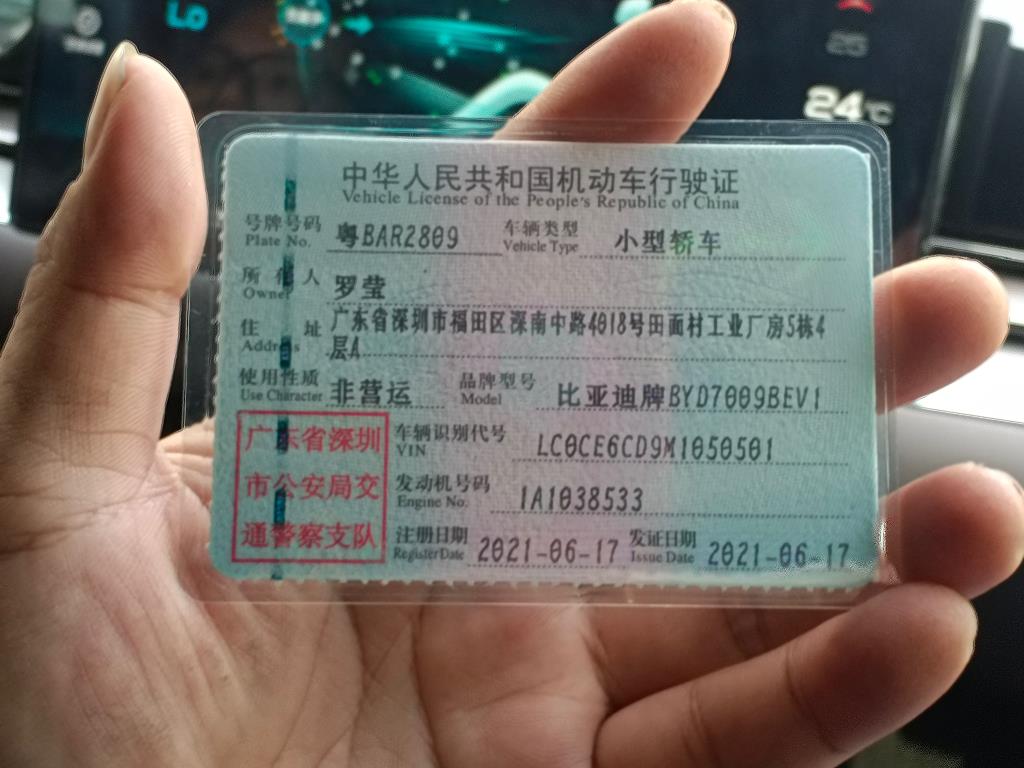 LO
25
24°C
中华人民共和国机动车行驶证
Vehicle License of the People's Republic of China
号牌号码 粤BAR2809 车辆类型 小型轿车
Plate No. Vehicle Type
所有人 罗莹
Owner
住址 广东省深圳市福田区深南中路4018号田面村工业厂房5栋4
Address 层A
使用性质 非营运 品牌型号 比亚迪牌BYD7009BEV1
Use Character Model
广东省深圳
市公安局交
通警察支队
车辆识别代号 LC0CE6CD9M1050501
VIN
发动机号码 1A1038533
Engine No.
注册日期 2021-06-17 发证日期 2021-06-17
Register Date Issue Date